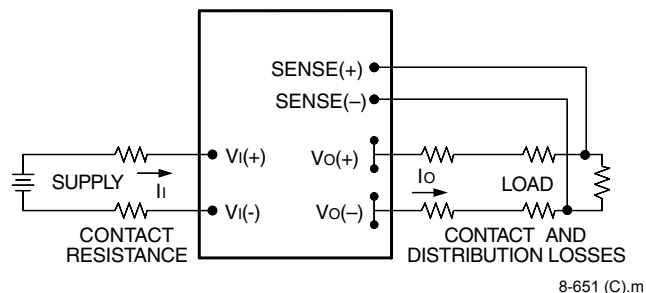 SENSE(+)
SENSE(–)
VI(+)
VO(+)
IO
SUPPLY
II
LOAD
VI(-)
VO(–)
CONTACT
RESISTANCE
CONTACT AND
DISTRIBUTION LOSSES
8-651 (C).m